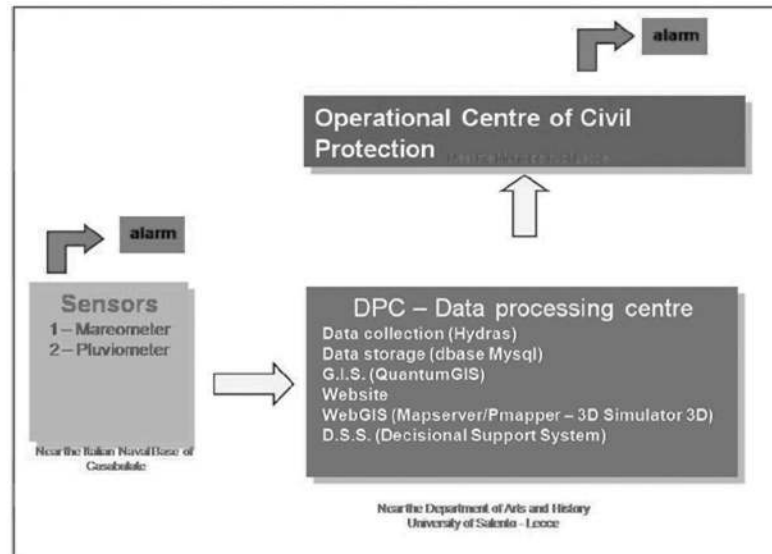 alarm
Operational Centre of Civil
Protection
alarm
Sensors
1 – Mareometer
2 – Pluviometer
Near the Italian Naval Base of
Casabulate
DPC – Data processing centre
Data collection (Hydras)
Data storage (dbase Mysql)
G.I.S. (QuantumGIS)
Website
WebGIS (Mapserver/Pmapper – 3D Simulator 3D)
D.S.S. (Decisional Support System)
Near the Department of Arts and History
University of Salento - Lecce